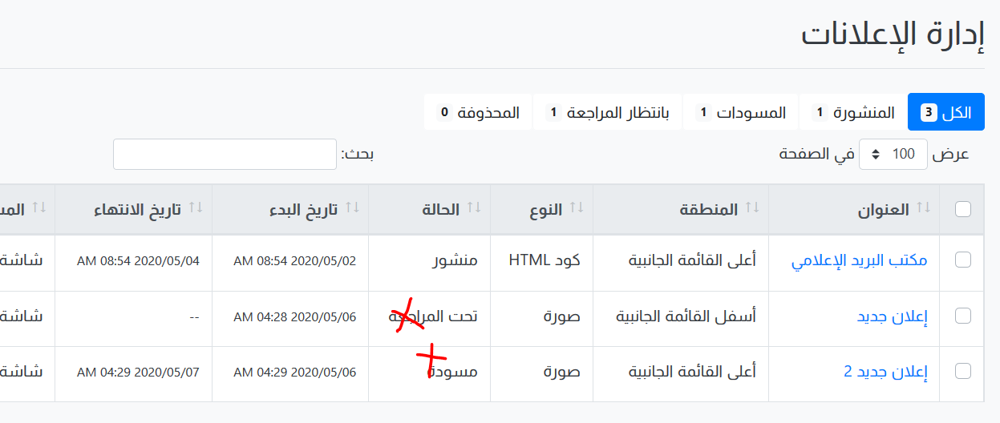 إدارة الإعلانات
الكل 3 المنشورة 1 المسودات 1 بانتظار المراجعة 1 المحذوفة 0
عرض 100 في الصفحة بحث:
العنوان المنطقة النوع الحالة تاريخ البدء تاريخ الانتهاء
مكتب البريد الإعلامي أعلى القائمة الجانبية كود HTML منشور 2020/05/02 08:54 AM 2020/05/04 08:54 AM شاشة
إعلان جديد أسفل القائمة الجانبية صورة تحت المراجعة 2020/05/06 04:28 AM -- شاشة
إعلان جديد 2 أعلى القائمة الجانبية صورة مسودة 2020/05/06 04:29 AM 2020/05/07 04:29 AM شاشة